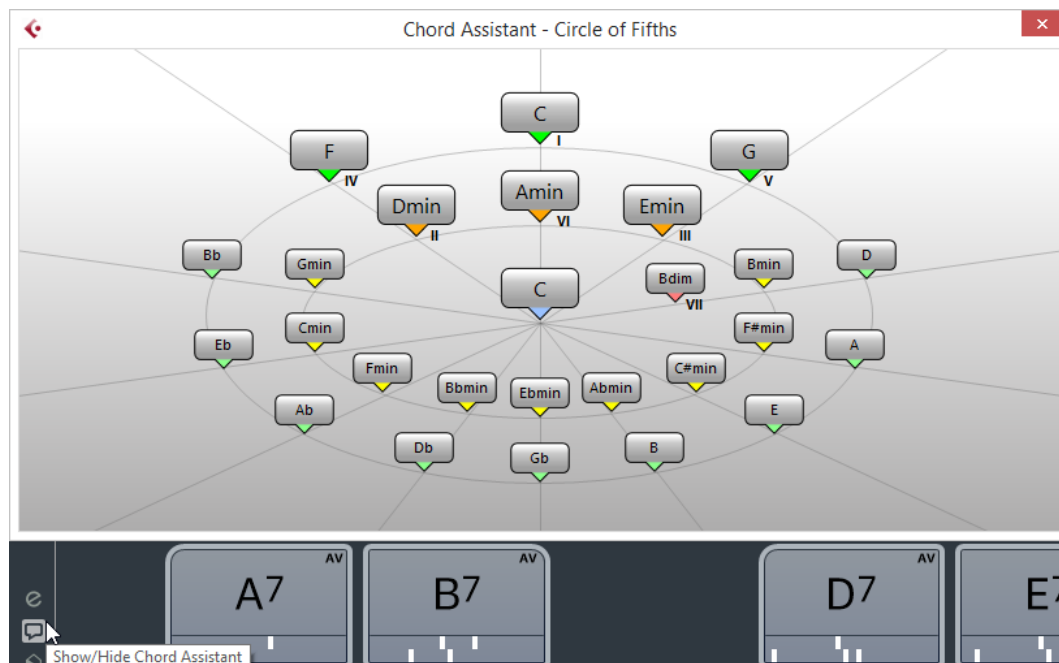 Chord Assistant - Circle of Fifths
C
I
F
IV
G
V
Dmin
II
Amin
VI
Emin
III
Bb
Gmin
C
Bdim
VII
Bmin
D
Eb
Cmin
F#min
A
Fmin
Bbmin
Ebmin
Abmin
C#min
Ab
Db
Gb
B
E
AV
A7
AV
B7
AV
D7
E7
e
Show/Hide Chord Assistant